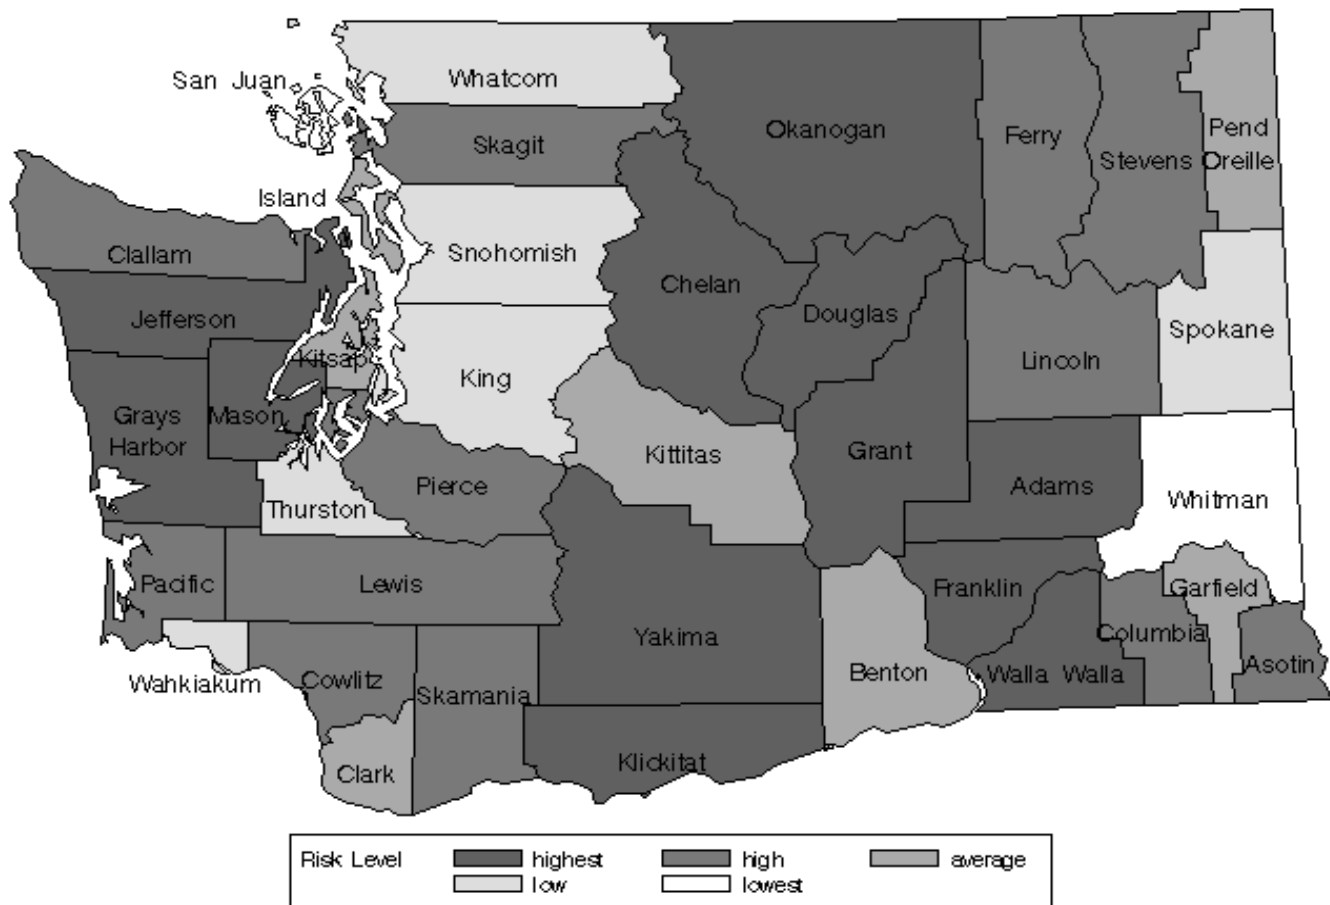 Whatcom
San Juan
Okanogan
Skagit
Ferry
Pend
Oreille
Stevens
Island
Clallam
Snohomish
Chelan
Jefferson
Douglas
Spokane
Kitsap
King
Lincoln
Grays
Harbor
Mason
Kittitas
Grant
Pierce
Adams
Whitman
Thurston
Pacific
Lewis
Franklin
Garfield
Yakima
Columbia
Wahkiakum
Cowlitz
Skamania
Benton
Walla Walla
Asotin
Clark
Klickitat
Risk Level highest high average
low lowest